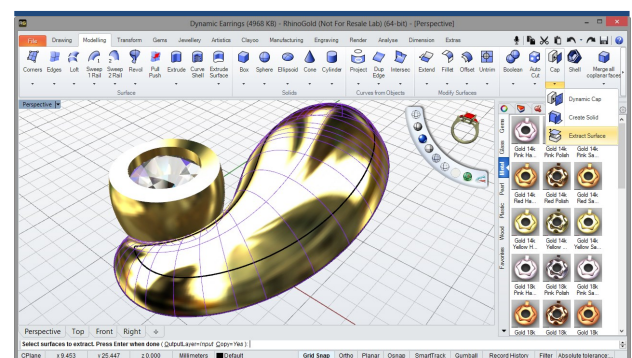 Dynamic Earrings (4968 KB) - RhinoGold (Not For Resale Lab) (64-bit) - [Perspective]
File Drawing Modelling Transform Gems Jewellery Artistics Clayoo Manufacturing Engraving Render Analyse Dimension Extras
Corners Edges Loft Sweep 1 Rail Sweep 2 Rail Revol Pull Push Extrude Curve Shell Extrude Surface Box Sphere Ellipsoid Cone Cylinder Project Dup Edge Intersec Extend Fillet Offset Untrim Boolean Auto Cut Cap Shell Merge all coplanar faces
Surface Solids Curves from Objects Modify Surfaces
Perspective
Dynamic Cap
Create Solid
Extract Surface
Gems
Glass
Metal
Pearl
Plastic
Wood
Favorites
Gold 14k Pink Ha... Gold 14k Pink Polish Gold 14k Pink Sa...
Gold 14k Red Ha... Gold 14k Red Polish Gold 14k Red Sa...
Gold 14k Yellow H... Gold 14k Yellow ... Gold 14k Yellow Sa...
Gold 18k Pink Ha... Gold 18k Pink Polish Gold 18k Pink Sa...
Gold 18k Gold 18k Gold 18k
Perspective Top Front Right
Select surfaces to extract. Press Enter when done ( OutputLayer=Input Copy=Yes ):
CPlane x 9.453 y 25.447 z 0.000 Millimeters Default Grid Snap Ortho Planar Osnap SmartTrack Gumball Record History Filter Absolute tolerance:...